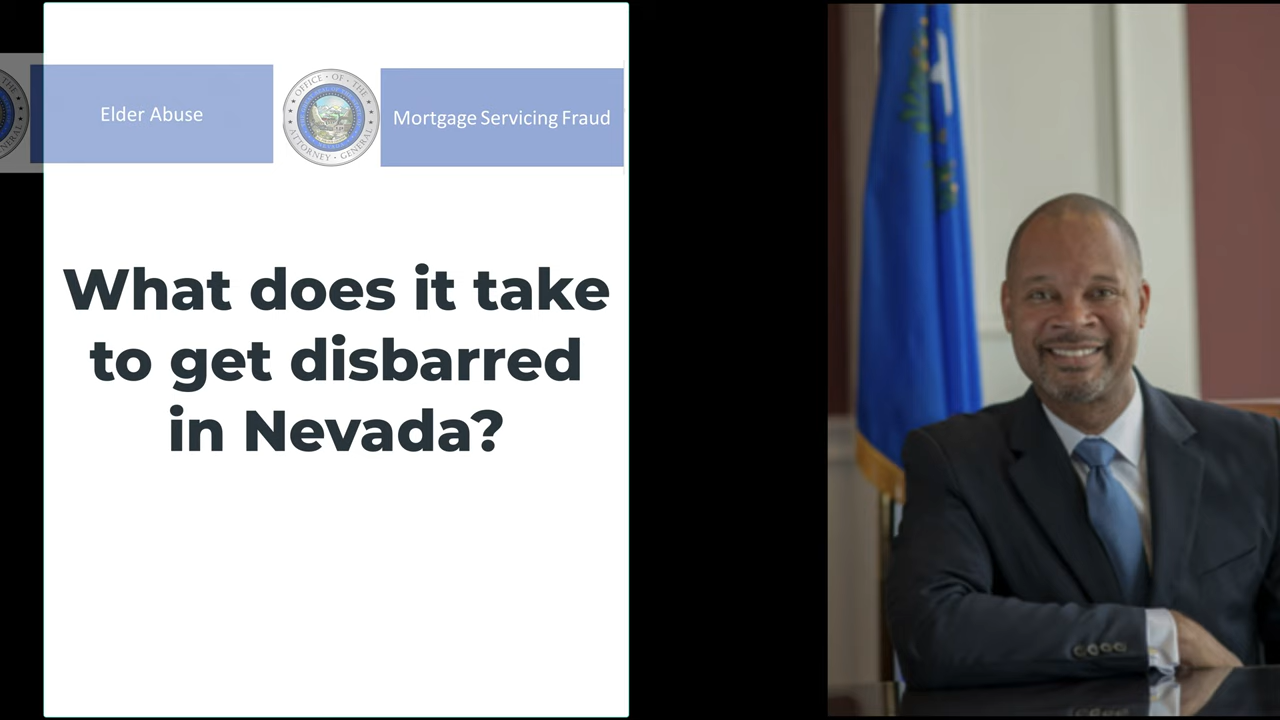 Elder Abuse
OFFICE · OF · THE
ATTORNEY · GENERAL
Mortgage Servicing Fraud
What does it take
to get disbarred
in Nevada?